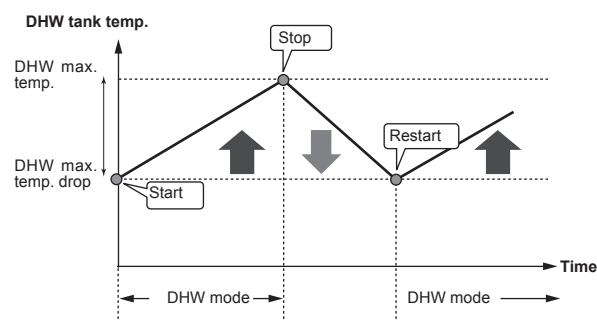 DHW tank temp.
Stop
DHW max.
temp.
Restart
DHW max.
temp. drop
Start
Time
DHW mode
DHW mode